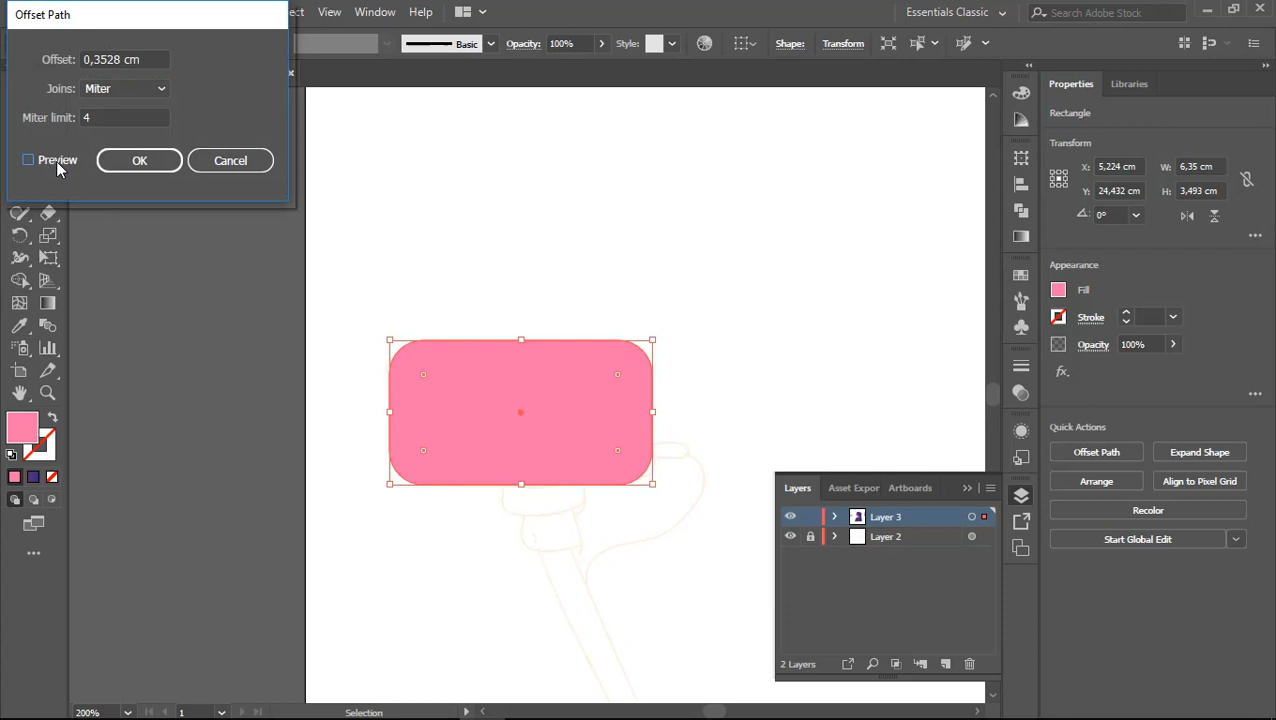 Offset Path
ect View Window Help
Essentials Classic
Search Adobe Stock
Offset: 0,3528 cm
Joins: Miter
Miter limit: 4
Preview OK Cancel
Basic
Opacity: 100%
Style:
Shape:
Transform
Properties Libraries
Rectangle
Transform
X: 5,224 cm W: 6,35 cm
Y: 24,432 cm H: 3,493 cm
0°
Appearance
Fill
Stroke
Opacity 100%
fx.
Quick Actions
Offset Path Expand Shape
Arrange Align to Pixel Grid
Recolor
Start Global Edit
Layers Asset Expor Artboards
Layer 3
Layer 2
2 Layers
200% 1 Selection